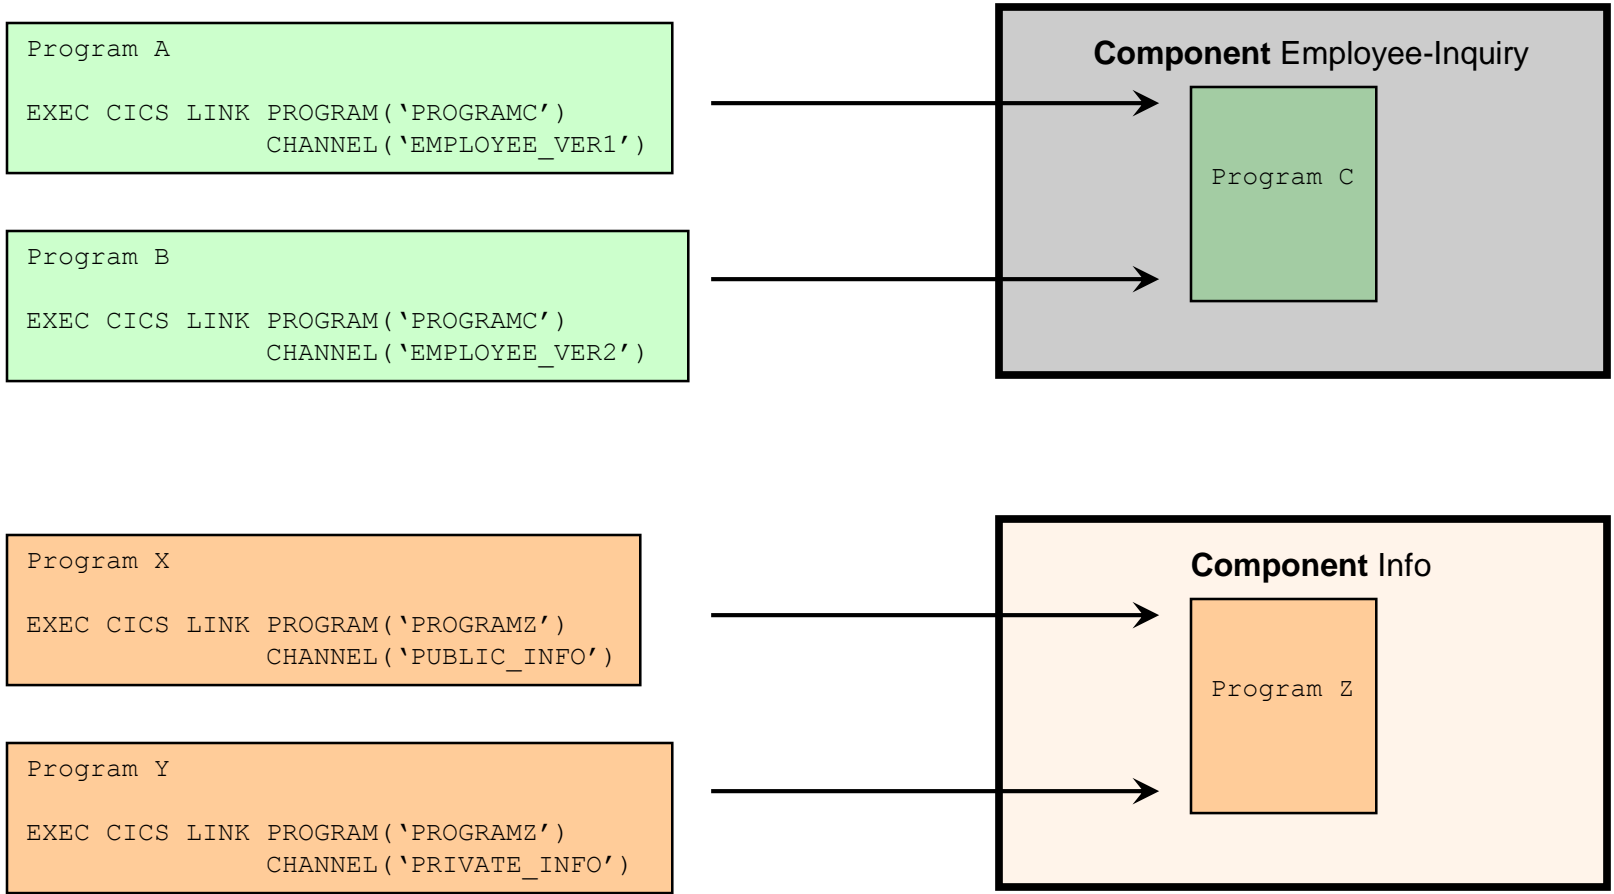 Program A
EXEC CICS LINK PROGRAM(‘PROGRAMC’)
CHANNEL(‘EMPLOYEE_VER1’)
Component Employee-Inquiry
Program C
Program B
EXEC CICS LINK PROGRAM(‘PROGRAMC’)
CHANNEL(‘EMPLOYEE_VER2’)
Program X
EXEC CICS LINK PROGRAM(‘PROGRAMZ’)
CHANNEL(‘PUBLIC_INFO’)
Component Info
Program Z
Program Y
EXEC CICS LINK PROGRAM(‘PROGRAMZ’)
CHANNEL(‘PRIVATE_INFO’)